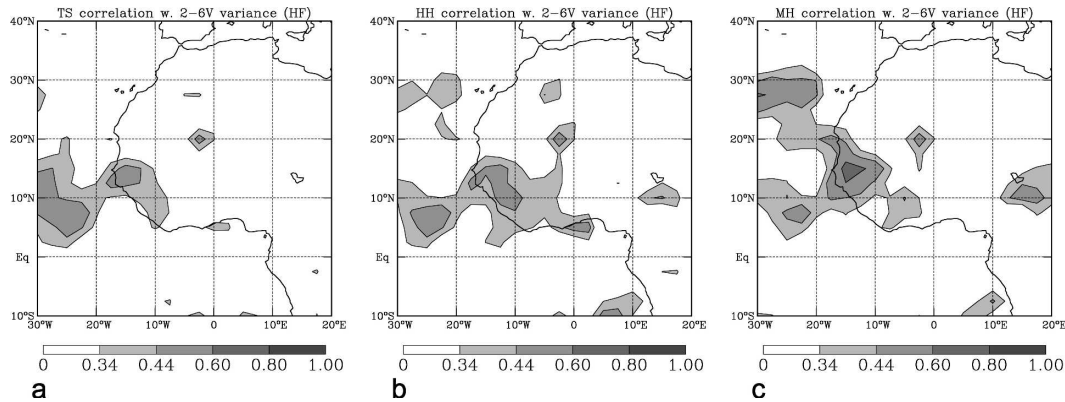 TS correlation w. 2−6V variance (HF)
40°N
30°N
20°N
10°N
Eq
10°S
30°W 20°W 10°W 0 10°E 20°E
0 0.34 0.44 0.60 0.80 1.00
a
HH correlation w. 2−6V variance (HF)
40°N
30°N
20°N
10°N
Eq
10°S
30°W 20°W 10°W 0 10°E 20°E
0 0.34 0.44 0.60 0.80 1.00
b
MH correlation w. 2−6V variance (HF)
40°N
30°N
20°N
10°N
Eq
10°S
30°W 20°W 10°W 0 10°E 20°E
0 0.34 0.44 0.60 0.80 1.00
c